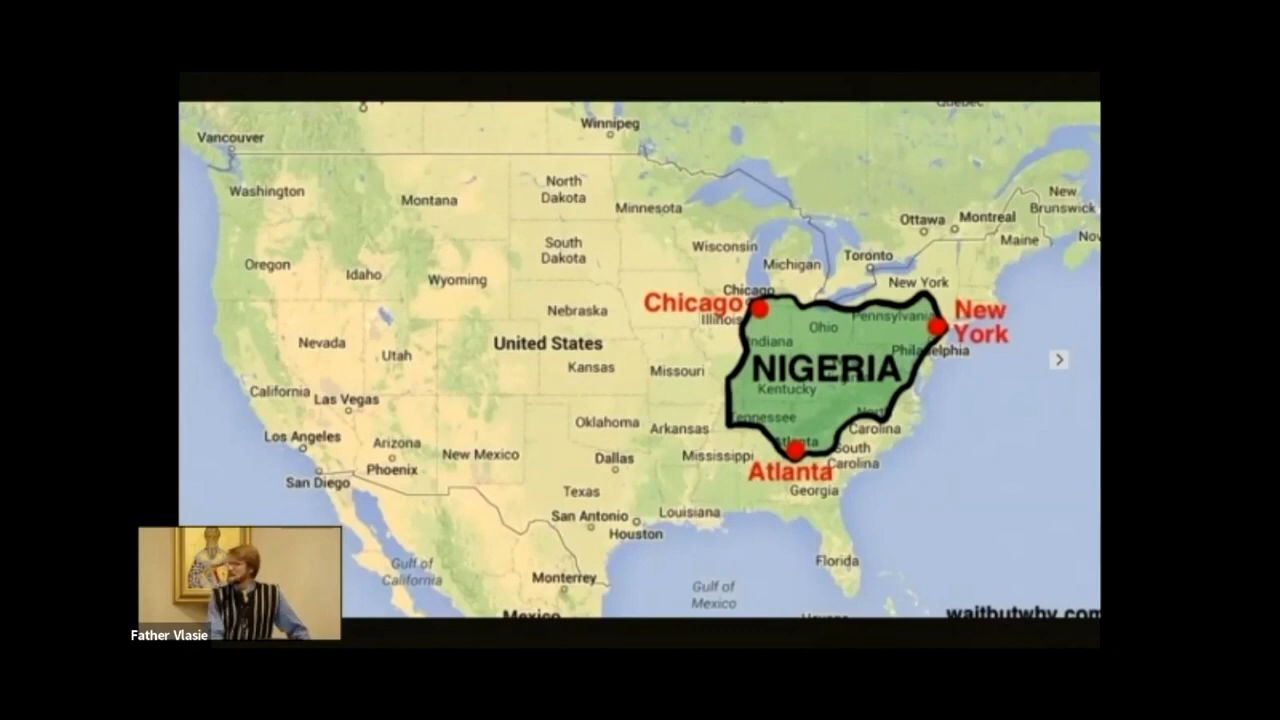 Quebec
Winnipeg
Vancouver
Washington
Montana
North
Dakota
Minnesota
New
Brunswick
Ottawa
Montreal
Maine
Nov
Oregon
Idaho
Wyoming
South
Dakota
Wisconsin
Michigan
Toronto
New York
Chicago
Chicago
Illinois
Nebraska
Ohio
Pennsylvania
New
York
Nevada
Utah
United States
Indiana
Philadelphia
Kansas
Missouri
NIGERIA
Kentucky
California
Las Vegas
Oklahoma
Arkansas
Tennessee
North
Carolina
Los Angeles
Arizona
Phoenix
New Mexico
Dallas
Mississippi
Atlanta
Atlanta
South
Carolina
San Diego
Texas
Georgia
San Antonio
Houston
Louisiana
Florida
Gulf of
California
Monterrey
Gulf of
Mexico
Mexico
waitbutwhy.com
Father Vlasie